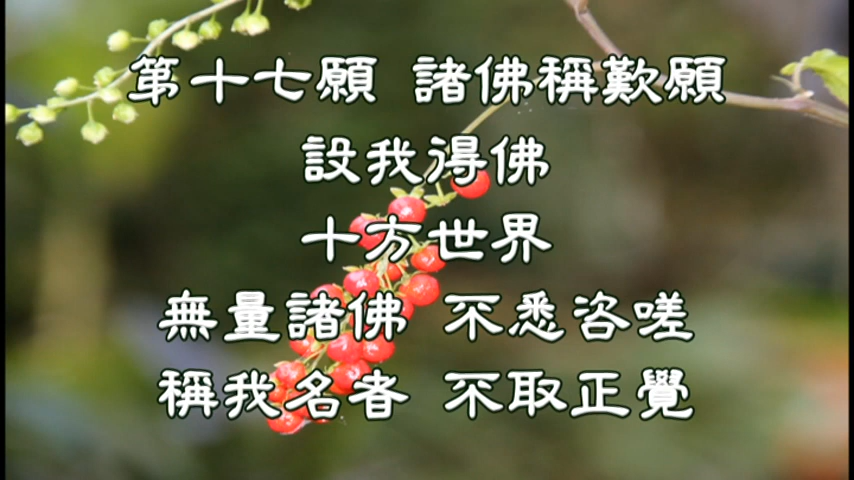 第十七願 諸佛稱歎願
設我得佛
十方世界
無量諸佛 不悉咨嗟
稱我名者 不取正覺